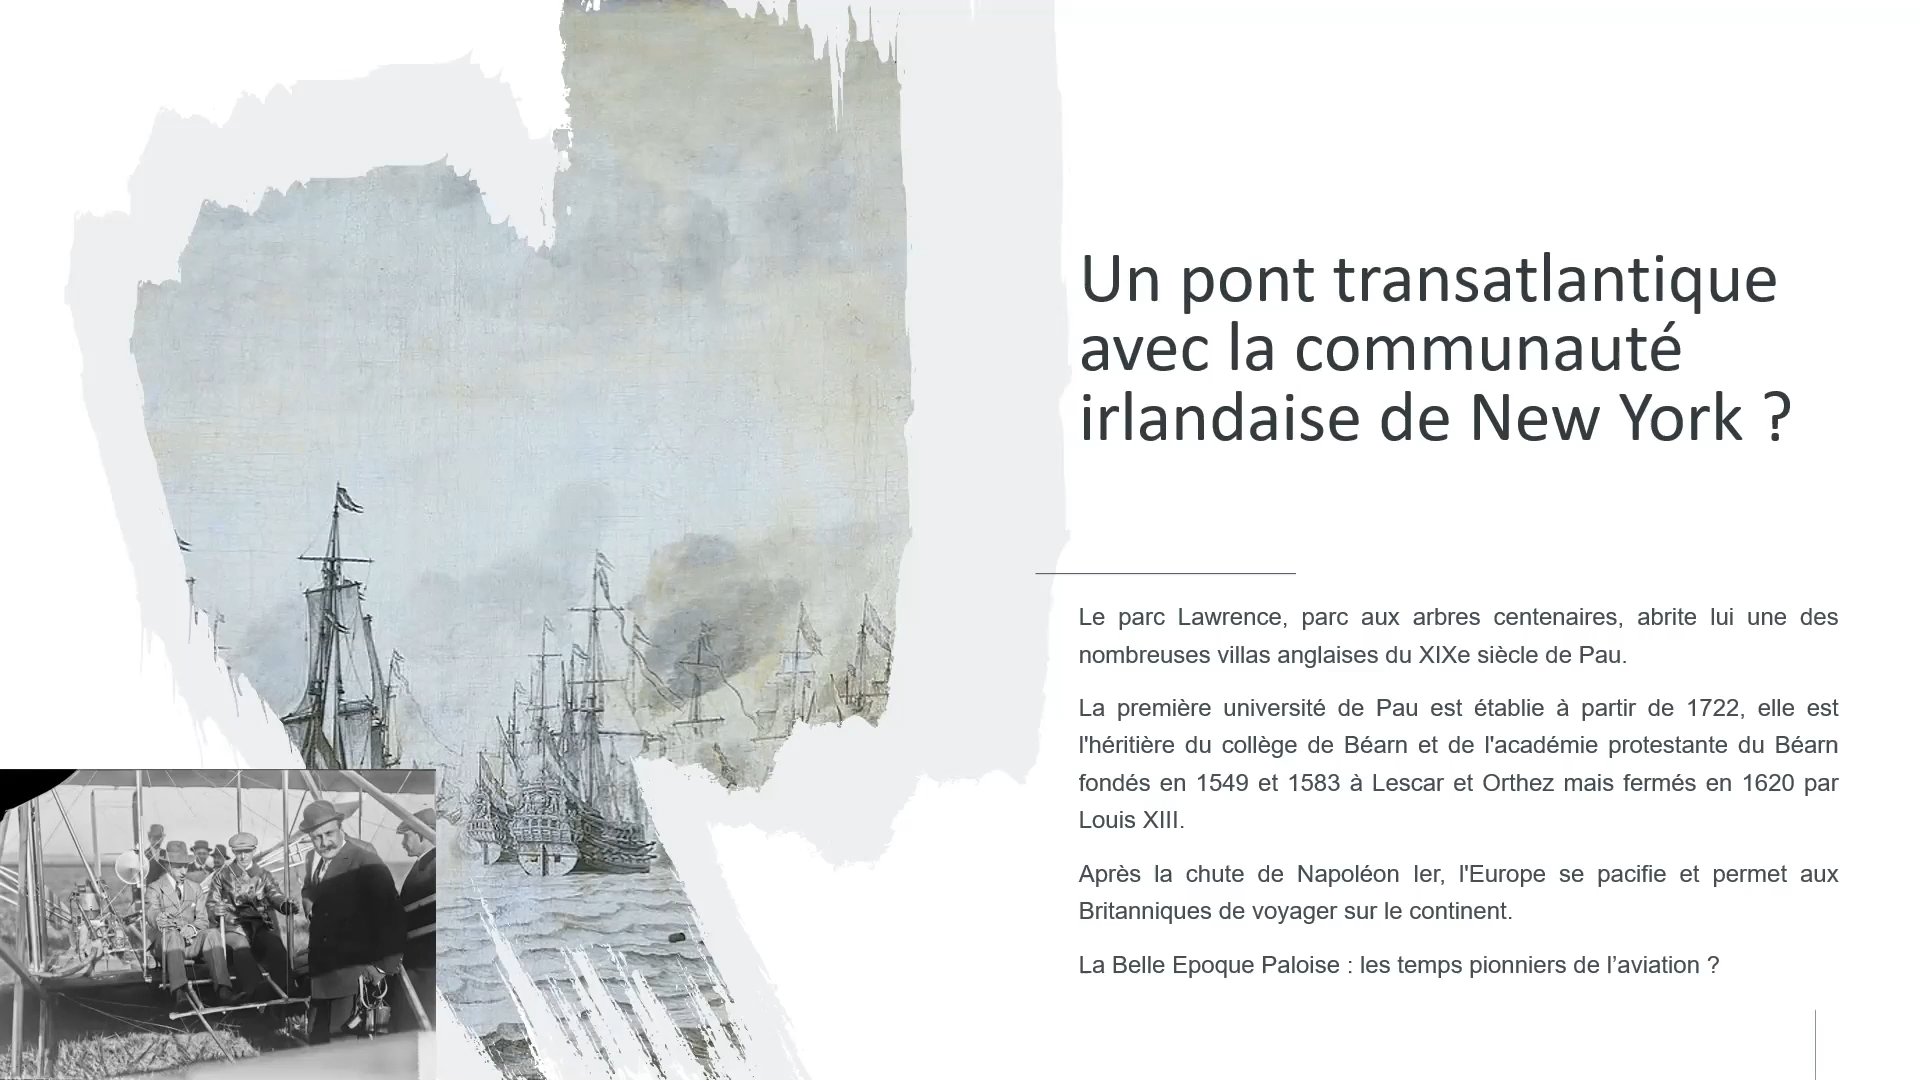 Un pont transatlantique
avec la communauté
irlandaise de New York ?
Le parc Lawrence, parc aux arbres centenaires, abrite lui une des
nombreuses villas anglaises du XIXe siècle de Pau.
La première université de Pau est établie à partir de 1722, elle est
l'héritière du collège de Béarn et de l'académie protestante du Béarn
fondés en 1549 et 1583 à Lescar et Orthez mais fermés en 1620 par
Louis XIII.
Après la chute de Napoléon Ier, l'Europe se pacifie et permet aux
Britanniques de voyager sur le continent.
La Belle Epoque Paloise : les temps pionniers de l’aviation ?